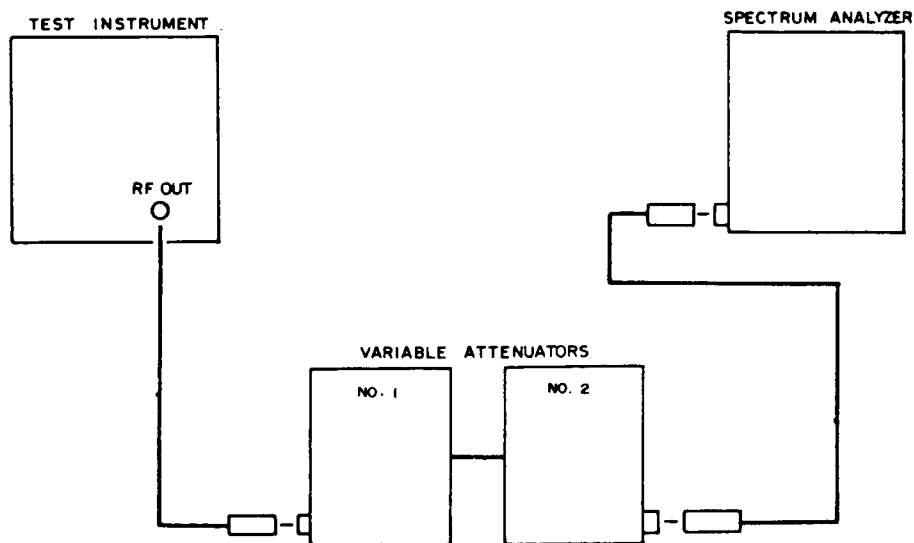 TEST INSTRUMENT
SPECTRUM ANALYZER
RF OUT
VARIABLE ATTENUATORS
NO. 1
NO. 2